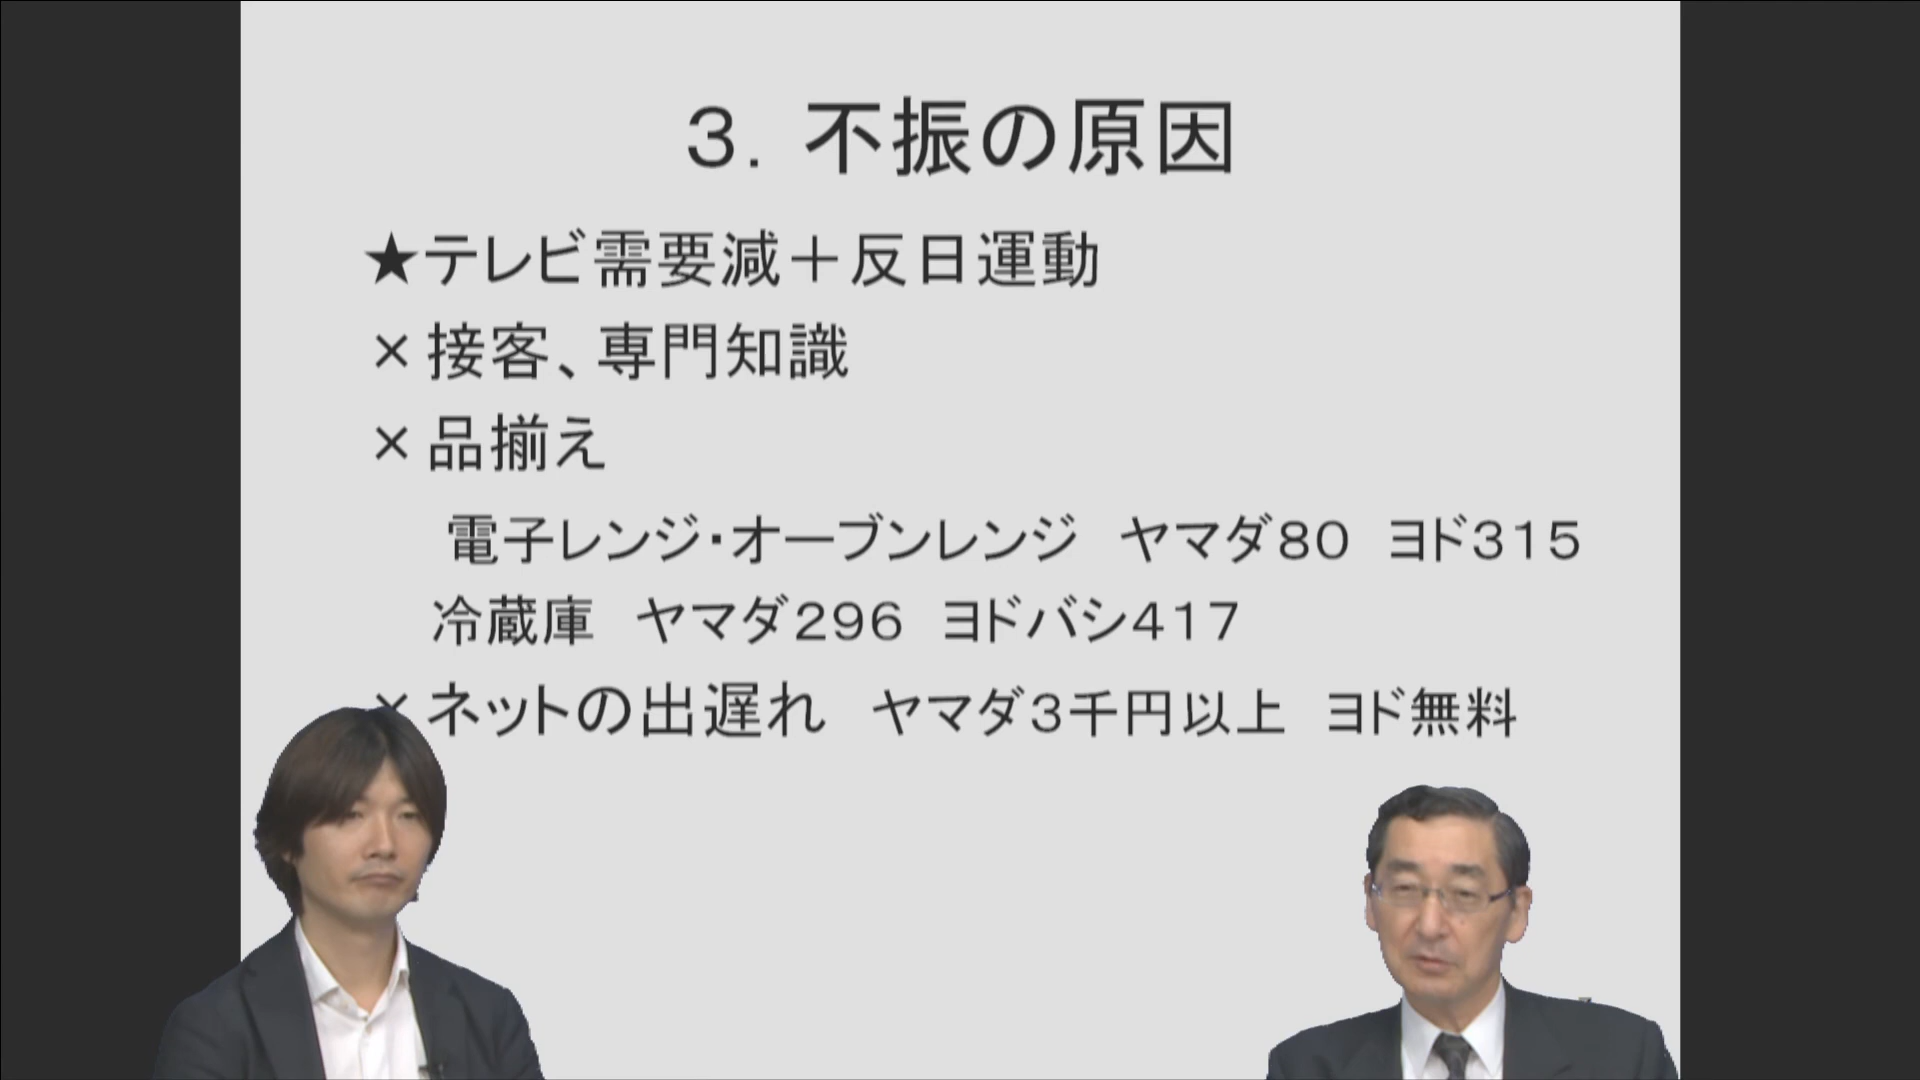 ３．不振の原因
★テレビ需要減＋反日運動
×接客、専門知識
×品揃え
電子レンジ・オーブンレンジ　ヤマダ８０　ヨド３１５
冷蔵庫　ヤマダ２９６　ヨドバシ４１７
×ネットの出遅れ　ヤマダ３千円以上　ヨド無料